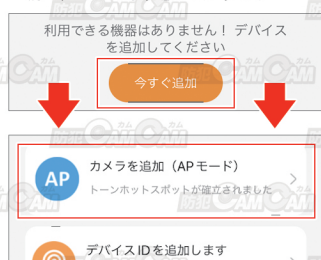 利用できる機器はありません！ デバイス
を追加してください
今すぐ追加
AP
カメラを追加（APモード）
トーンホットスポットが確立されました
デバイスIDを追加します